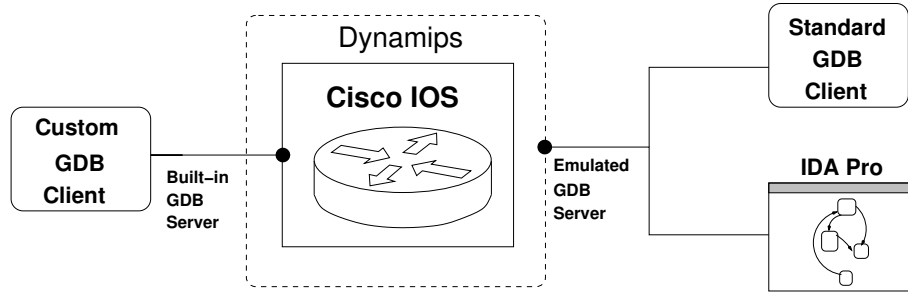 Dynamips
Cisco IOS
Custom
GDB
Client
Built–in
GDB
Server
Emulated
GDB
Server
Standard
GDB
Client
IDA Pro